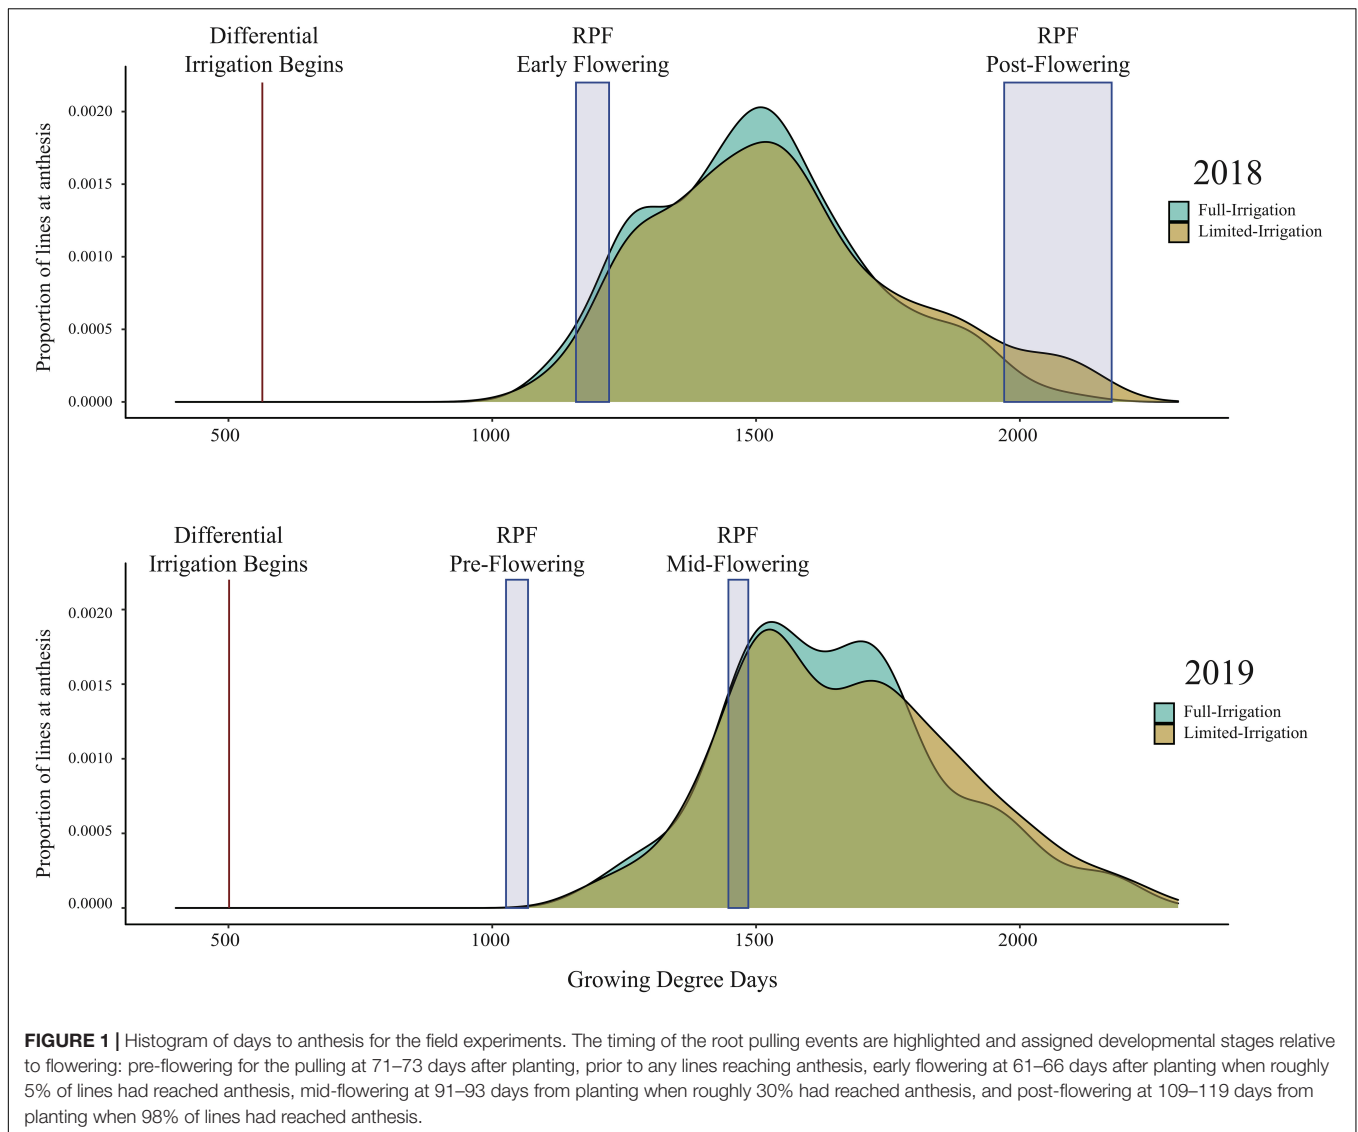 Differential
Irrigation Begins
RPF
Early Flowering
RPF
Post-Flowering
Proportion of lines at anthesis
0.0020
0.0015
0.0010
0.0005
0.0000
500
1000
1500
2000
2018
Full-Irrigation
Limited-Irrigation
Differential
Irrigation Begins
RPF
Pre-Flowering
RPF
Mid-Flowering
Proportion of lines at anthesis
0.0020
0.0015
0.0010
0.0005
0.0000
500
1000
1500
2000
2019
Full-Irrigation
Limited-Irrigation
Growing Degree Days
FIGURE 1 | Histogram of days to anthesis for the field experiments. The timing of the root pulling events are highlighted and assigned developmental stages relative
to flowering: pre-flowering for the pulling at 71–73 days after planting, prior to any lines reaching anthesis, early flowering at 61–66 days after planting when roughly
5% of lines had reached anthesis, mid-flowering at 91–93 days from planting when roughly 30% had reached anthesis, and post-flowering at 109–119 days from
planting when 98% of lines had reached anthesis.